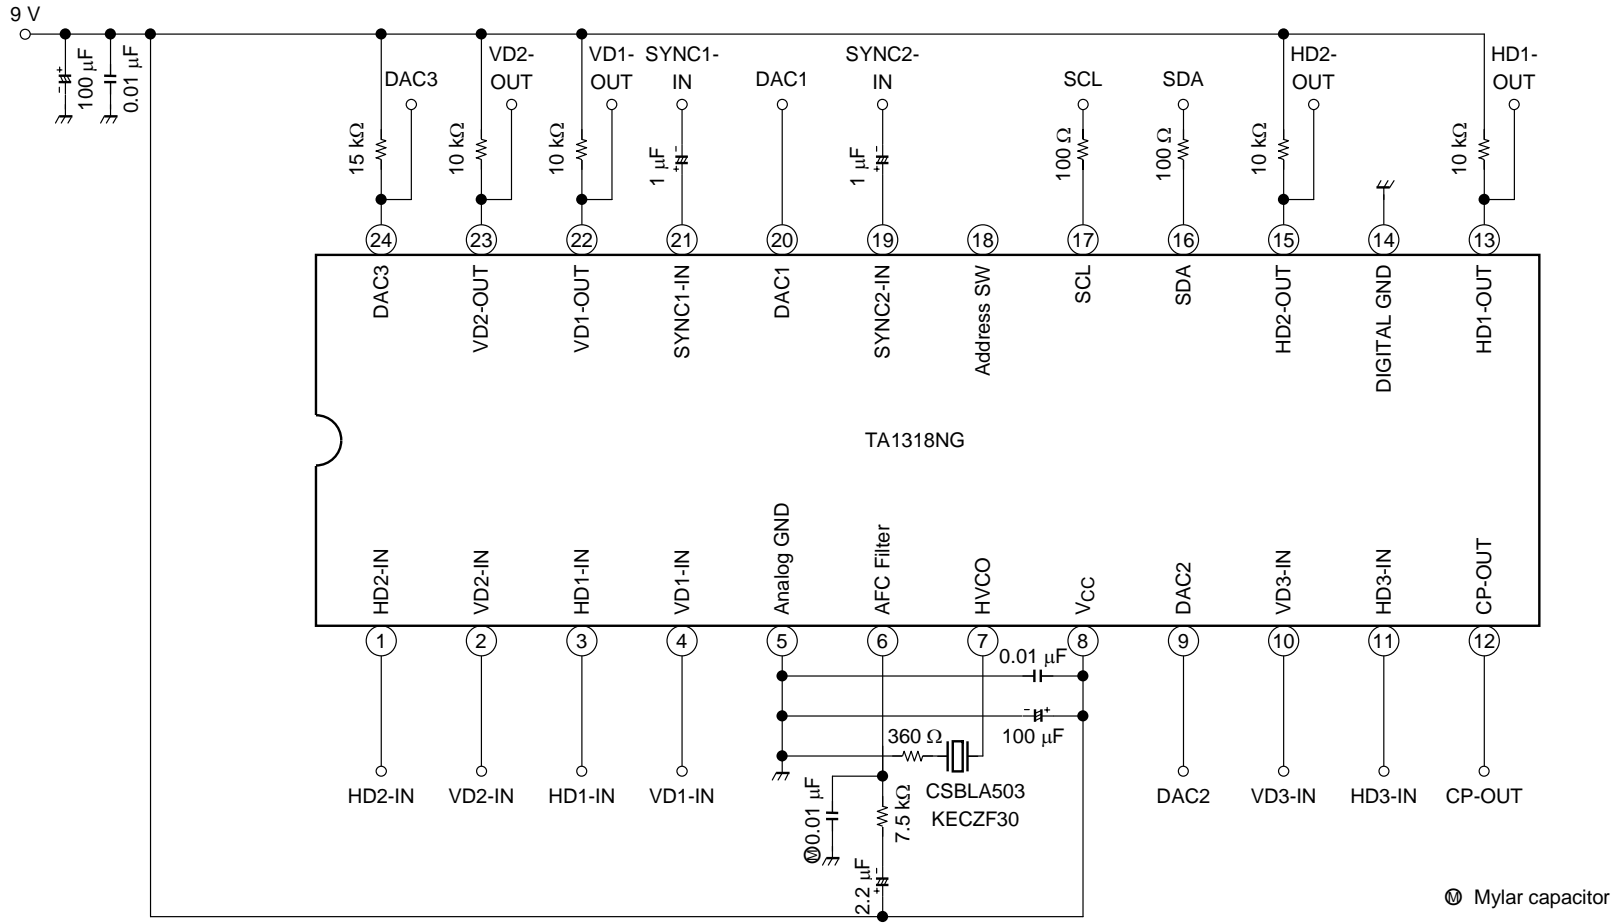 9 V
100 µF
0.01 µF
DAC3
VD2-
OUT
VD1-
OUT
SYNC1-
IN
DAC1
SYNC2-
IN
SCL
SDA
HD2-
OUT
HD1-
OUT
15 kΩ
10 kΩ
10 kΩ
1 µF
1 µF
100 Ω
100 Ω
10 kΩ
10 kΩ
24
23
22
21
20
19
18
17
16
15
14
13
DAC3
VD2-OUT
VD1-OUT
SYNC1-IN
DAC1
SYNC2-IN
Address SW
SCL
SDA
HD2-OUT
DIGITAL GND
HD1-OUT
TA1318NG
HD2-IN
VD2-IN
HD1-IN
VD1-IN
Analog GND
AFC Filter
HVCO
VCC
DAC2
VD3-IN
HD3-IN
CP-OUT
1
2
3
4
5
6
7
8
9
10
11
12
0.01 µF
100 µF
360 Ω
CSBLA503
KECZF30
Ⓜ0.01 µF
7.5 kΩ
2.2 µF
HD2-IN
VD2-IN
HD1-IN
VD1-IN
DAC2
VD3-IN
HD3-IN
CP-OUT
Ⓜ Mylar capacitor